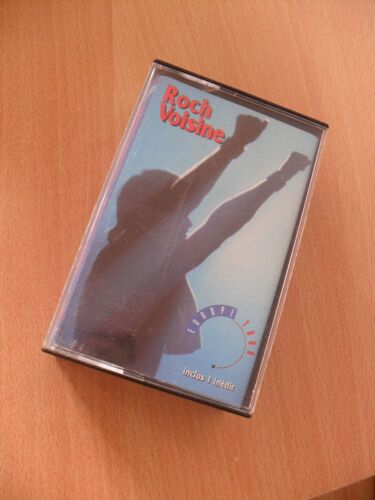 Roch
Voisine
EUROPE TOUR
inclus 1 inédit